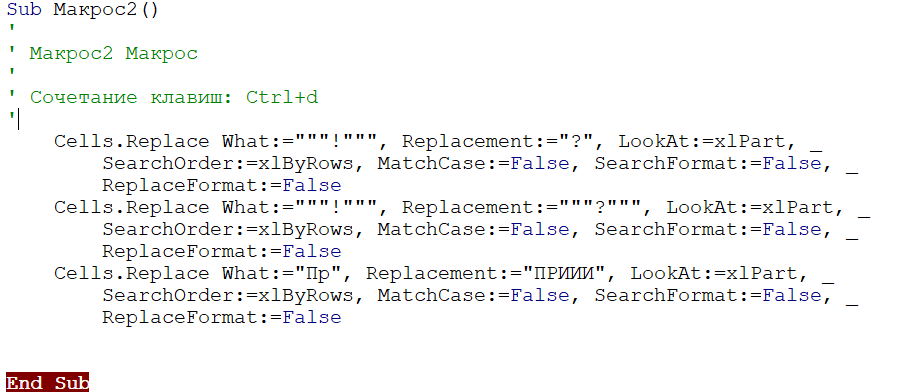 Sub Макрос2()
'
' Макрос2 Макрос
'
' Сочетание клавиш: Ctrl+d
'
Cells.Replace What:="""!""", Replacement:="?", LookAt:=xlPart, _
SearchOrder:=xlByRows, MatchCase:=False, SearchFormat:=False, _
ReplaceFormat:=False
Cells.Replace What:="""!""", Replacement:="""?""", LookAt:=xlPart, _
SearchOrder:=xlByRows, MatchCase:=False, SearchFormat:=False, _
ReplaceFormat:=False
Cells.Replace What:="Пр", Replacement:="ПРИИИ", LookAt:=xlPart, _
SearchOrder:=xlByRows, MatchCase:=False, SearchFormat:=False, _
ReplaceFormat:=False
End Sub